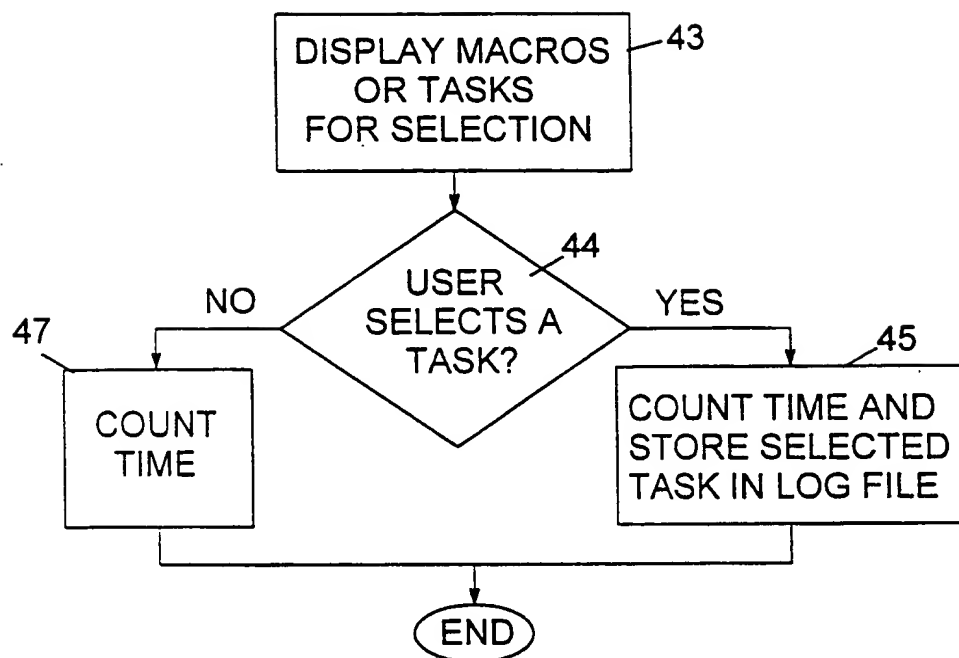 43
DISPLAY MACROS
OR TASKS
FOR SELECTION
44
USER
SELECTS A
TASK?
NO
YES
47
COUNT
TIME
45
COUNT TIME AND
STORE SELECTED
TASK IN LOG FILE
END